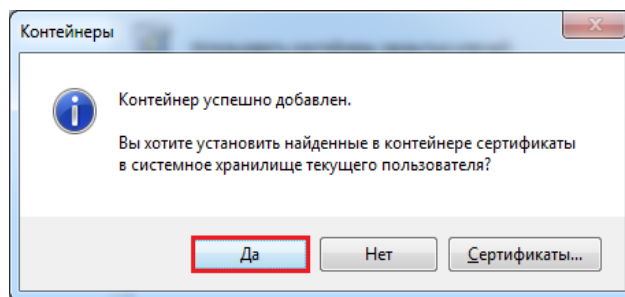 Контейнеры
Контейнер успешно добавлен.
Вы хотите установить найденные в контейнере сертификаты
в системное хранилище текущего пользователя?
Да
Нет
Сертификаты...